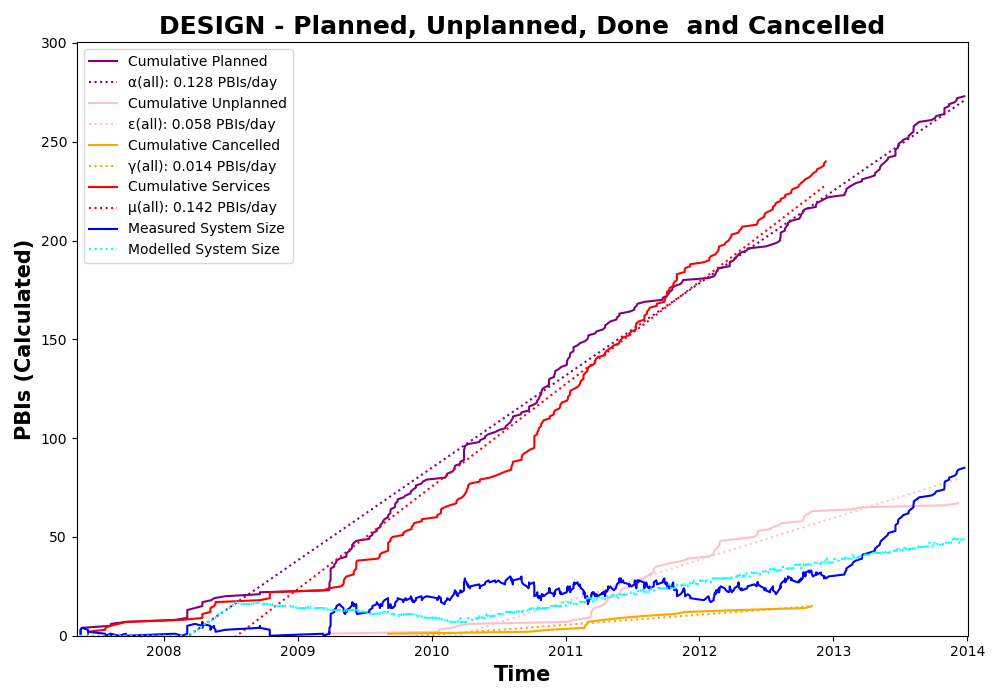 DESIGN - Planned, Unplanned, Done  and Cancelled
300
250
200
150
100
50
0
PBIs (Calculated)
Cumulative Planned
α(all): 0.128 PBIs/day
Cumulative Unplanned
ε(all): 0.058 PBIs/day
Cumulative Cancelled
γ(all): 0.014 PBIs/day
Cumulative Services
μ(all): 0.142 PBIs/day
Measured System Size
Modelled System Size
2008 2009 2010 2011 2012 2013 2014
Time